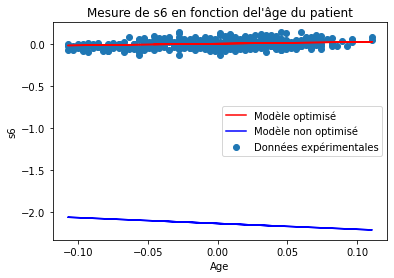 Mesure de s6 en fonction del'âge du patient
0.0
−0.5
−1.0
−1.5
−2.0
s6
Modèle optimisé
Modèle non optimisé
Données expérimentales
−0.10
−0.05
0.00
0.05
0.10
Age